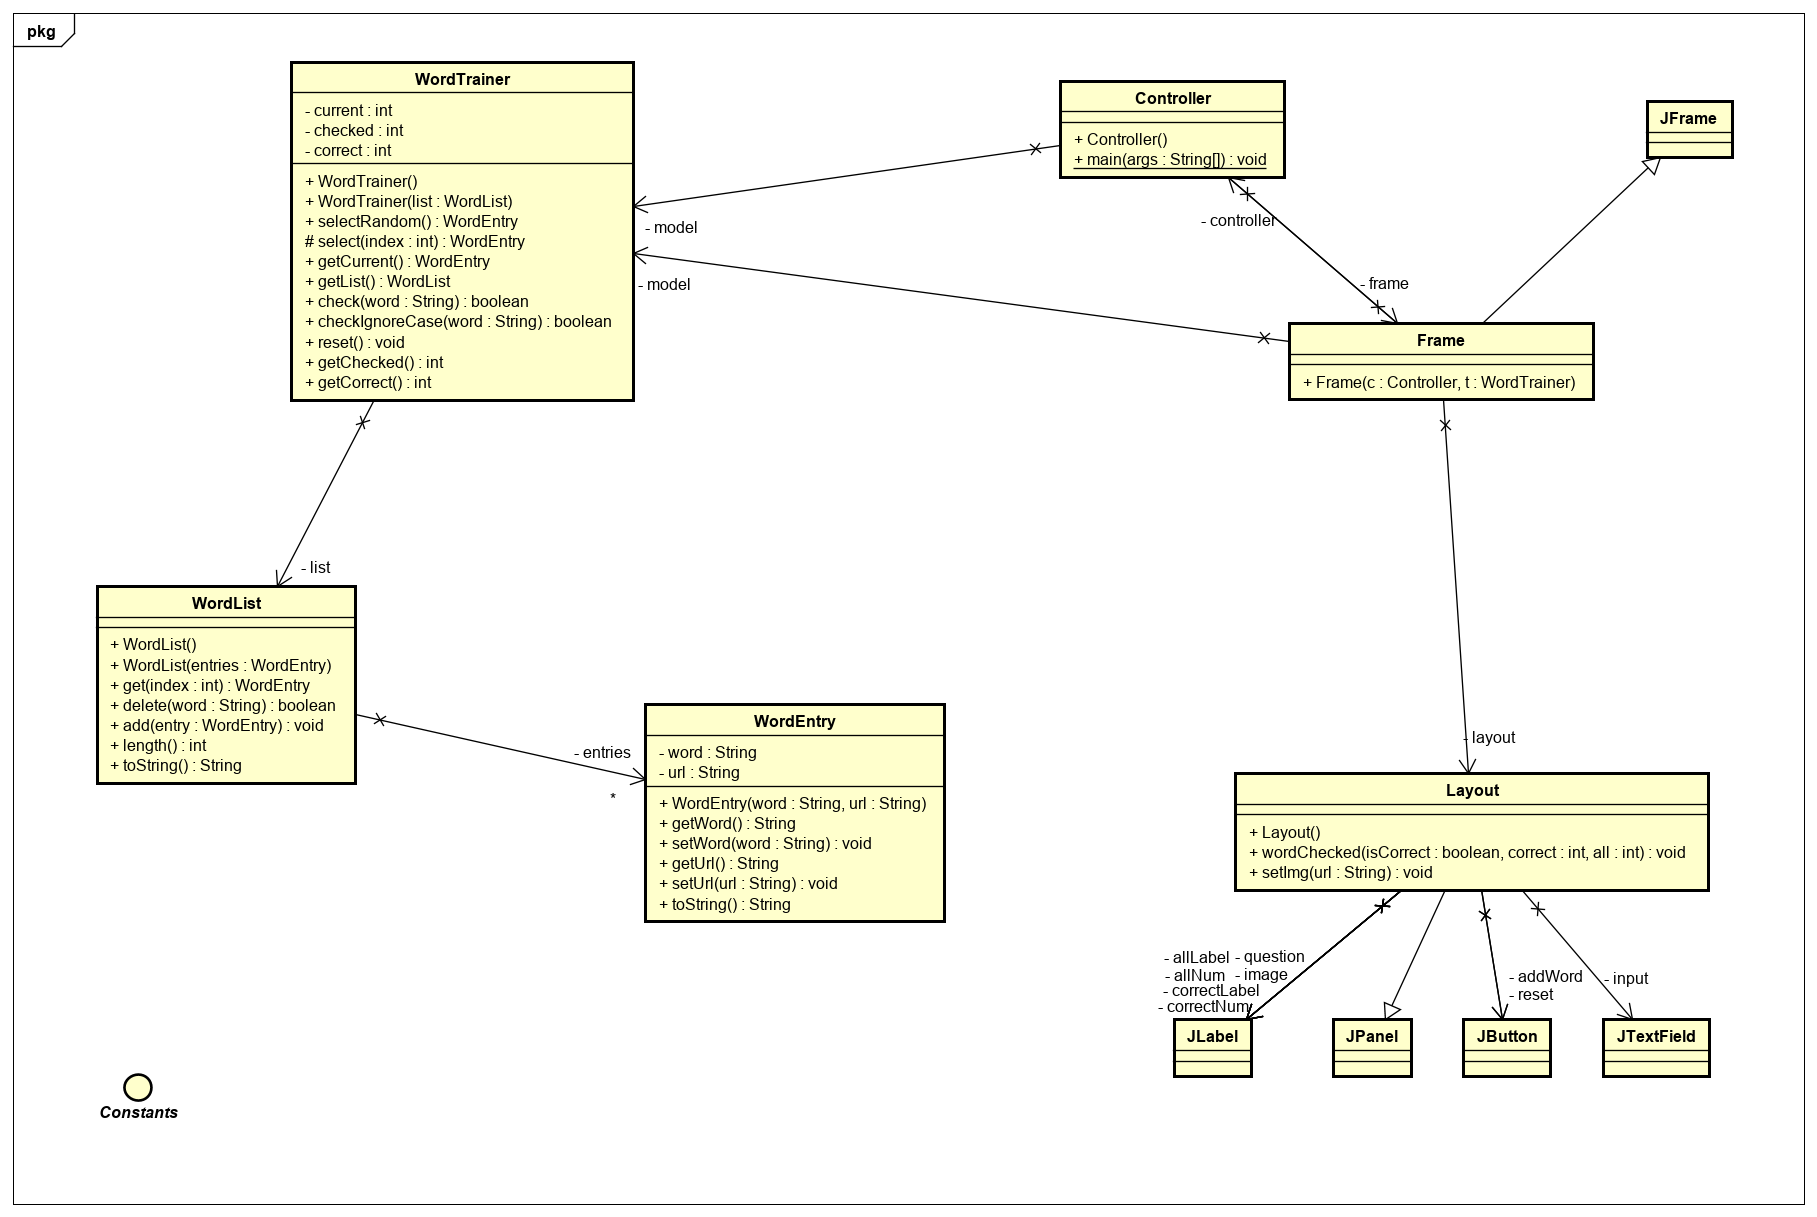 pkg
WordTrainer
- current : int
- checked : int
- correct : int
+ WordTrainer()
+ WordTrainer(list : WordList)
+ selectRandom() : WordEntry
# select(index : int) : WordEntry
+ getCurrent() : WordEntry
+ getList() : WordList
+ check(word : String) : boolean
+ checkIgnoreCase(word : String) : boolean
+ reset() : void
+ getChecked() : int
+ getCorrect() : int
Controller
+ Controller()
+ main(args : String[]) : void
JFrame
- model
- model
- controller
- frame
Frame
+ Frame(c : Controller, t : WordTrainer)
- list
WordList
+ WordList()
+ WordList(entries : WordEntry)
+ get(index : int) : WordEntry
+ delete(word : String) : boolean
+ add(entry : WordEntry) : void
+ length() : int
+ toString() : String
- entries
*
WordEntry
- word : String
- url : String
+ WordEntry(word : String, url : String)
+ getWord() : String
+ setWord(word : String) : void
+ getUrl() : String
+ setUrl(url : String) : void
+ toString() : String
- layout
Layout
+ Layout()
+ wordChecked(isCorrect : boolean, correct : int, all : int) : void
+ setImg(url : String) : void
- allLabel - question
- allNum - image
- correctLabel
- correctNum
- addWord
- reset
- input
JLabel
JPanel
JButton
JTextField
Constants